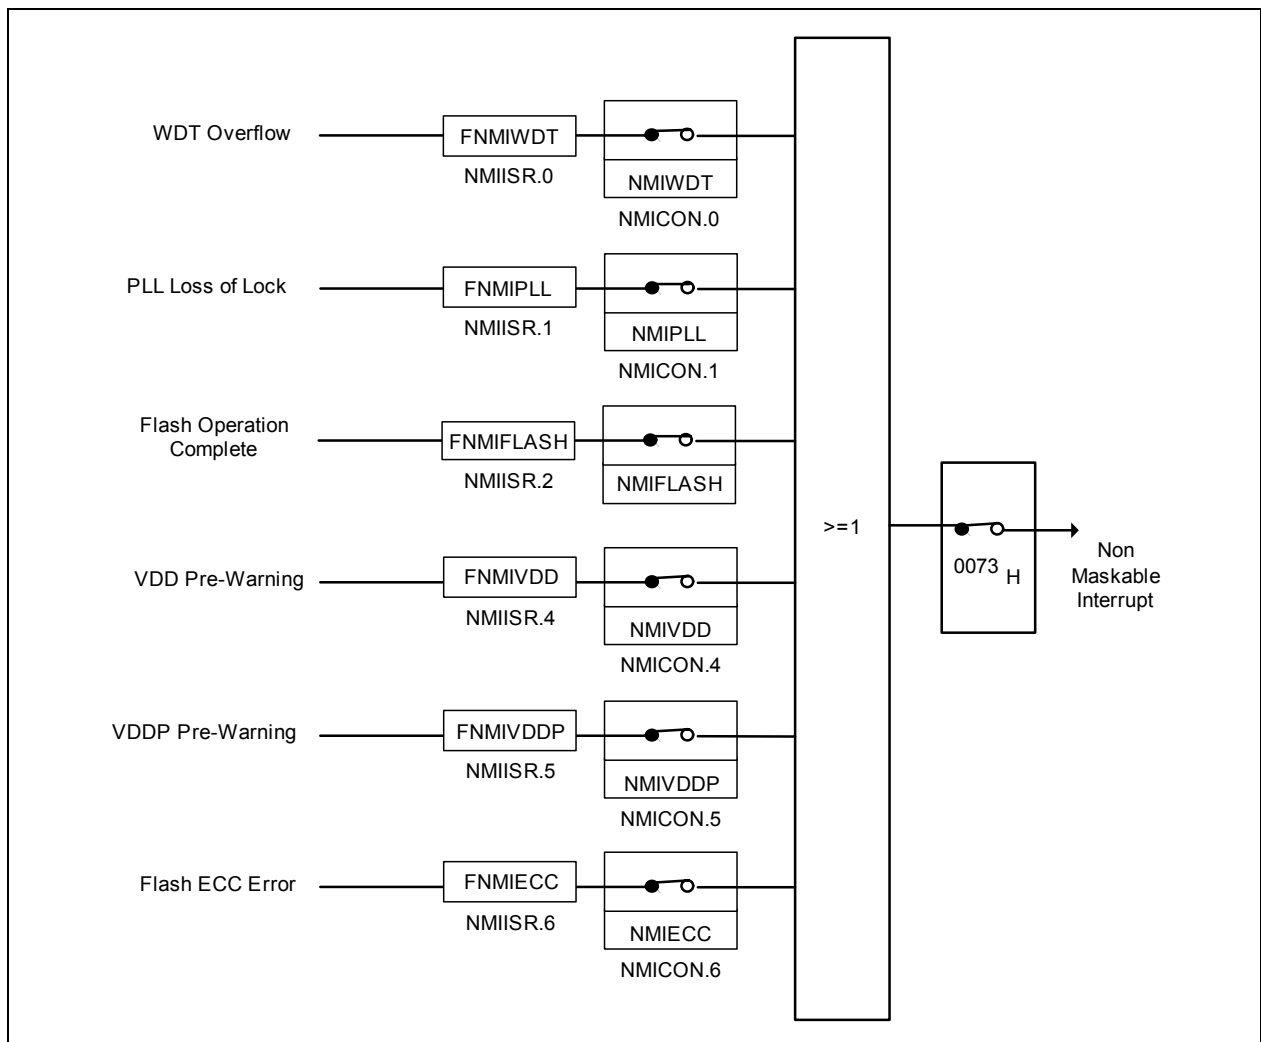 WDT Overflow
FNMIWDT
NMIISR.0
NMIWDT
NMICON.0
PLL Loss of Lock
FNMIPLL
NMIISR.1
NMIPLL
NMICON.1
Flash Operation
Complete
FNMIFLASH
NMIISR.2
NMIFLASH
VDD Pre-Warning
FNMIVDD
NMIISR.4
NMIVDD
NMICON.4
VDDP Pre-Warning
FNMIVDDP
NMIISR.5
NMIVDDP
NMICON.5
Flash ECC Error
FNMIECC
NMIISR.6
NMIECC
NMICON.6
>=1
0073 H
Non
Maskable
Interrupt